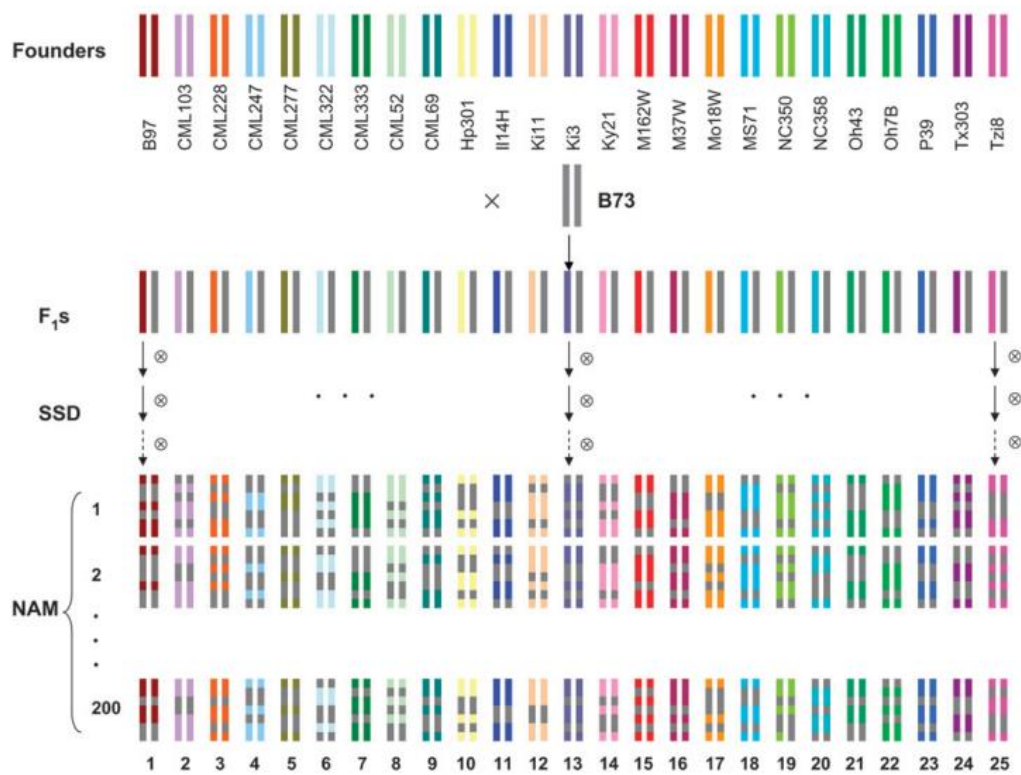 Founders
B97 CML103 CML228 CML247 CML277 CML322 CML333 CML52 CML69 Hp301 Il14H Ki11 Ki3 Ky21 M162W M37W Mo18W MS71 NC350 NC358 Oh43 Oh7B P39 Tx303 Tzi8
× B73
F₁s
⊗ ⊗ ⊗
⊗ . . . ⊗ . . . ⊗
SSD
⊗ ⊗ ⊗
1
2
NAM
.
.
.
200
1 2 3 4 5 6 7 8 9 10 11 12 13 14 15 16 17 18 19 20 21 22 23 24 25